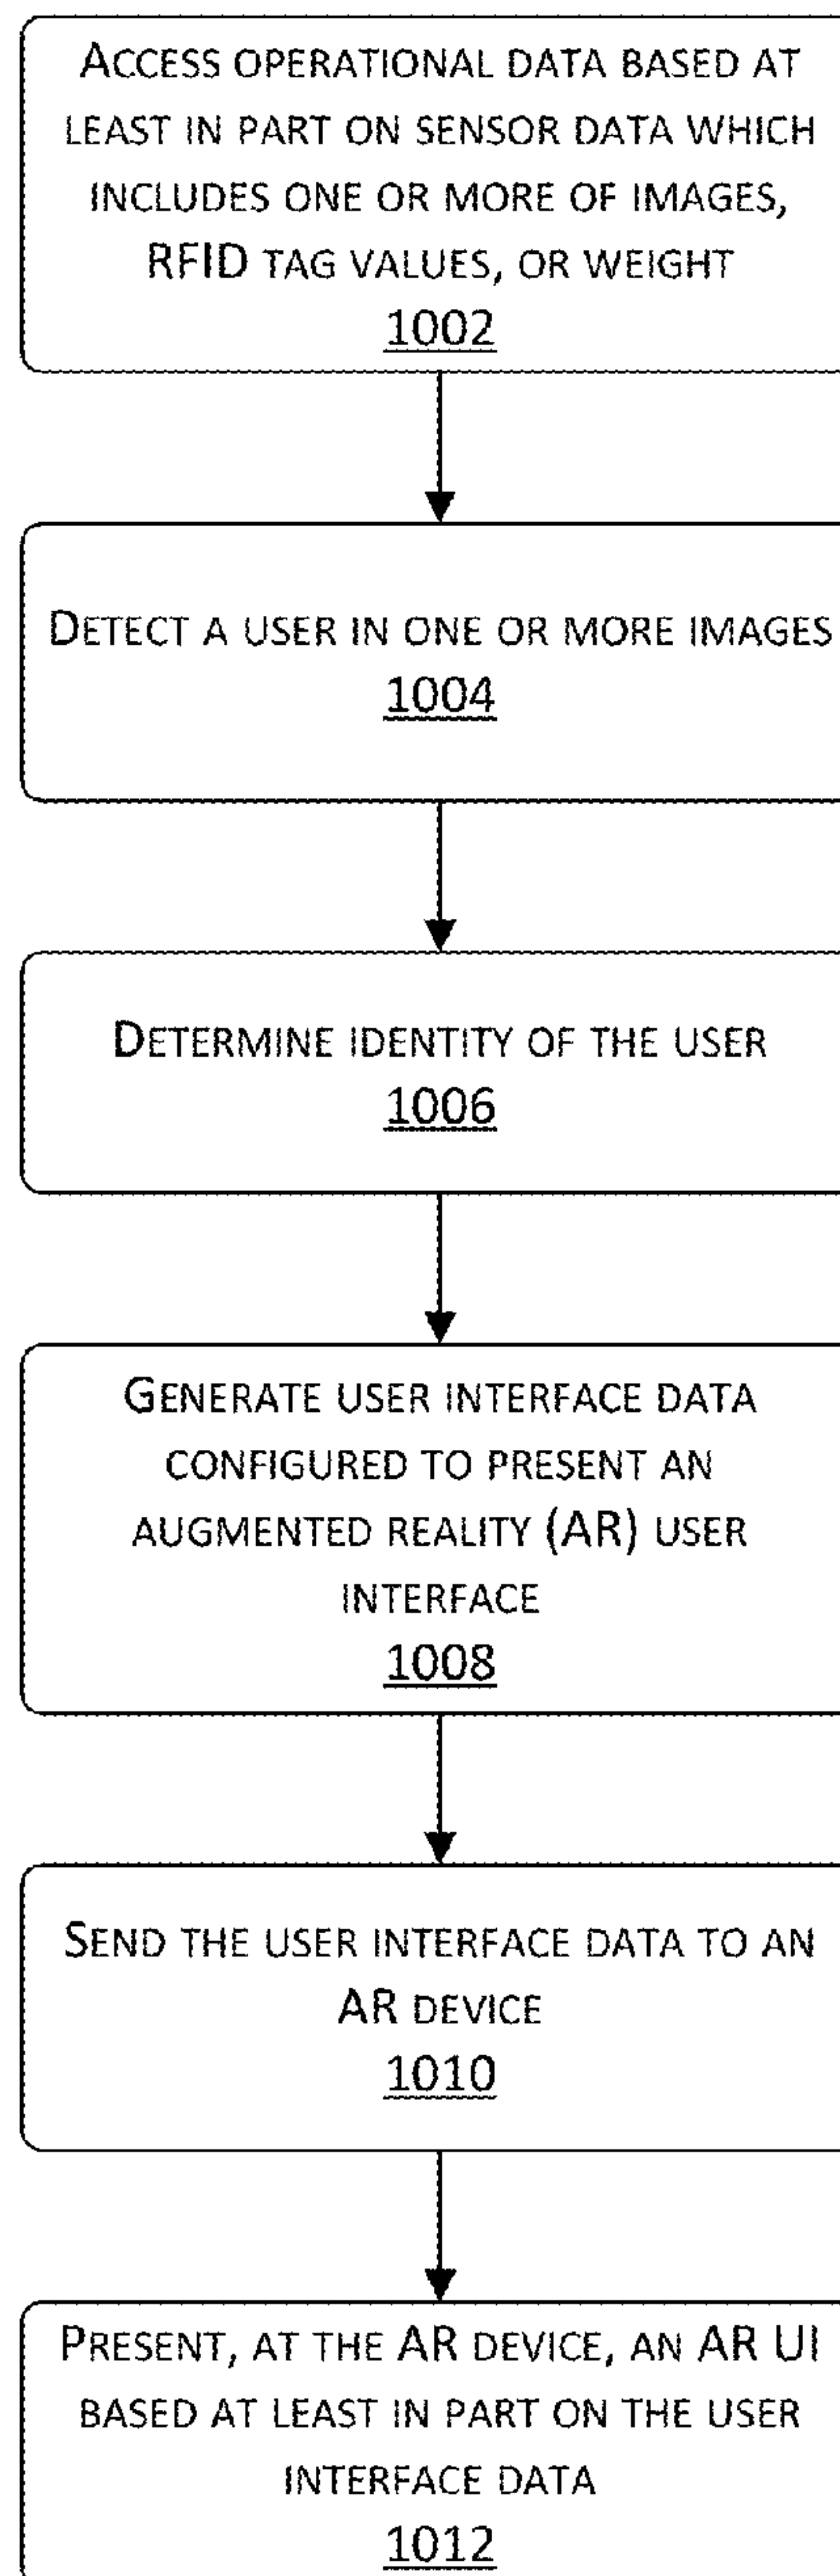 ACCESS OPERATIONAL DATA BASED AT
LEAST IN PART ON SENSOR DATA WHICH
INCLUDES ONE OR MORE OF IMAGES,
RFID TAG VALUES, OR WEIGHT
1002
DETECT A USER IN ONE OR MORE IMAGES
1004
DETERMINE IDENTITY OF THE USER
1006
GENERATE USER INTERFACE DATA
CONFIGURED TO PRESENT AN
AUGMENTED REALITY (AR) USER
INTERFACE
1008
SEND THE USER INTERFACE DATA TO AN
AR DEVICE
1010
PRESENT, AT THE AR DEVICE, AN AR UI
BASED AT LEAST IN PART ON THE USER
INTERFACE DATA
1012